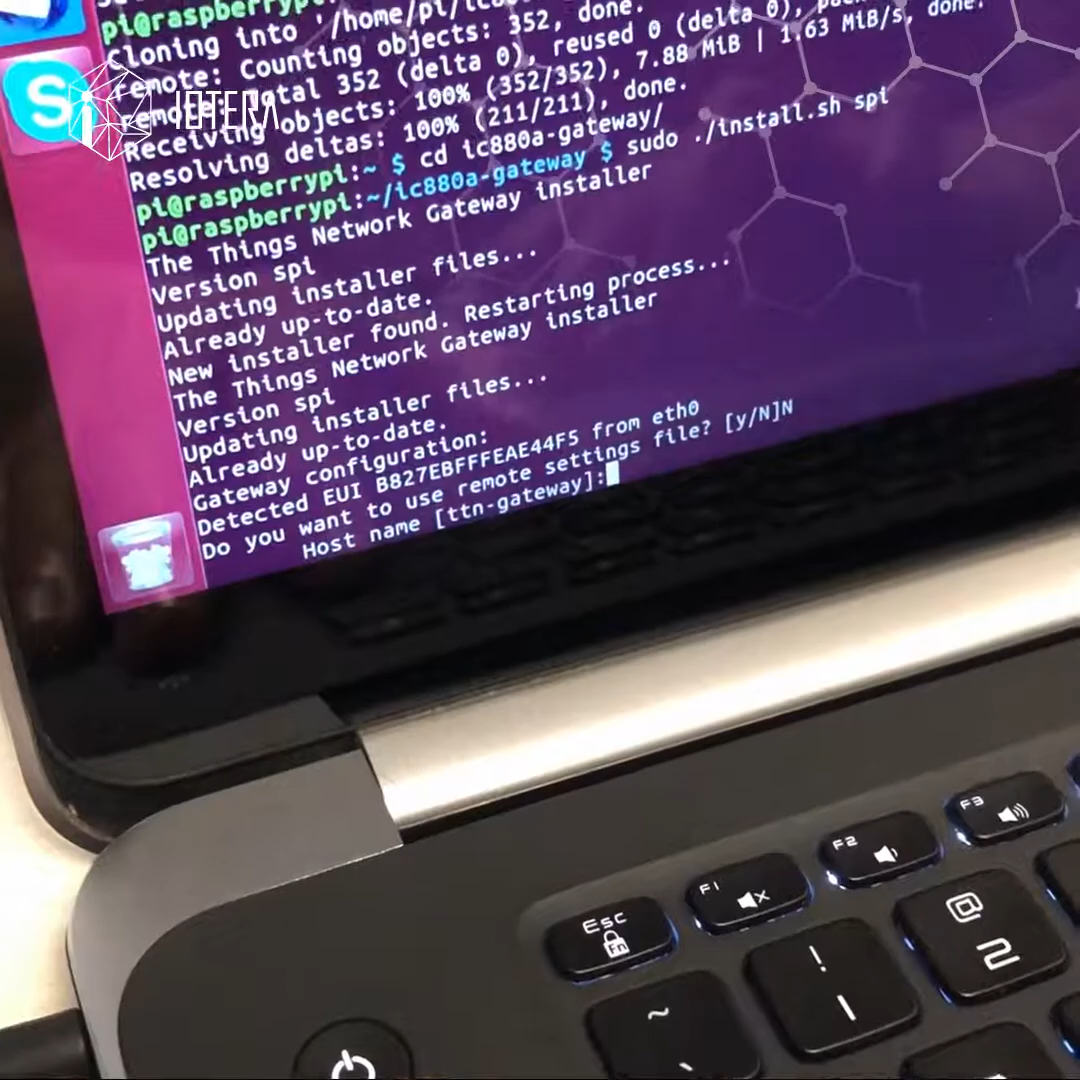 pi@raspberrypi:
Cloning into '/home/pi/ic8
remote: Counting objects: 352, done.
remote: Total 352 (delta 0), reused 0 (delta 0),
Receiving objects: 100% (352/352), 7.88 MiB | 1.63 MiB/s, done.
Resolving deltas: 100% (211/211), done.
pi@raspberrypi:~ $ cd ic880a-gateway/
pi@raspberrypi:~/ic880a-gateway $ sudo ./install.sh spi
The Things Network Gateway installer
Version spi
Updating installer files...
Already up-to-date.
New installer found. Restarting process...
The Things Network Gateway installer
Version spi
Updating installer files...
Already up-to-date.
Gateway configuration:
Detected EUI B827EBFFFEAE44F5 from eth0
Do you want to use remote settings file? [y/N]N
Host name [ttn-gateway]:
S
IOTERA
Esc
Fn
F1
F2
F3
~
`
!
1
@
2